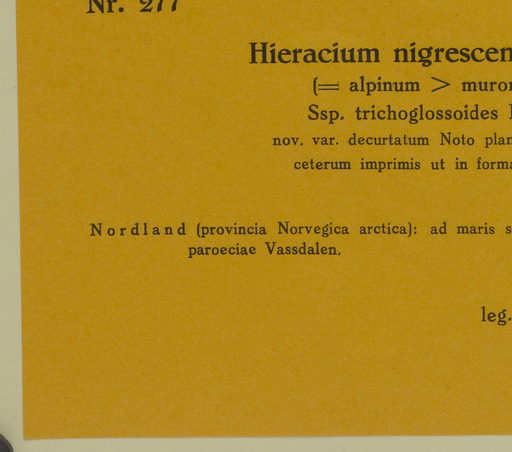 Nr. 277
Hieracium nigrescen
(= alpinum > muror
Ssp. trichoglossoides
nov. var. decurtatum Noto plan
ceterum imprimis ut in forma
Nordland (provincia Norvegica arctica): ad maris s
paroeciae Vassdalen.
leg.